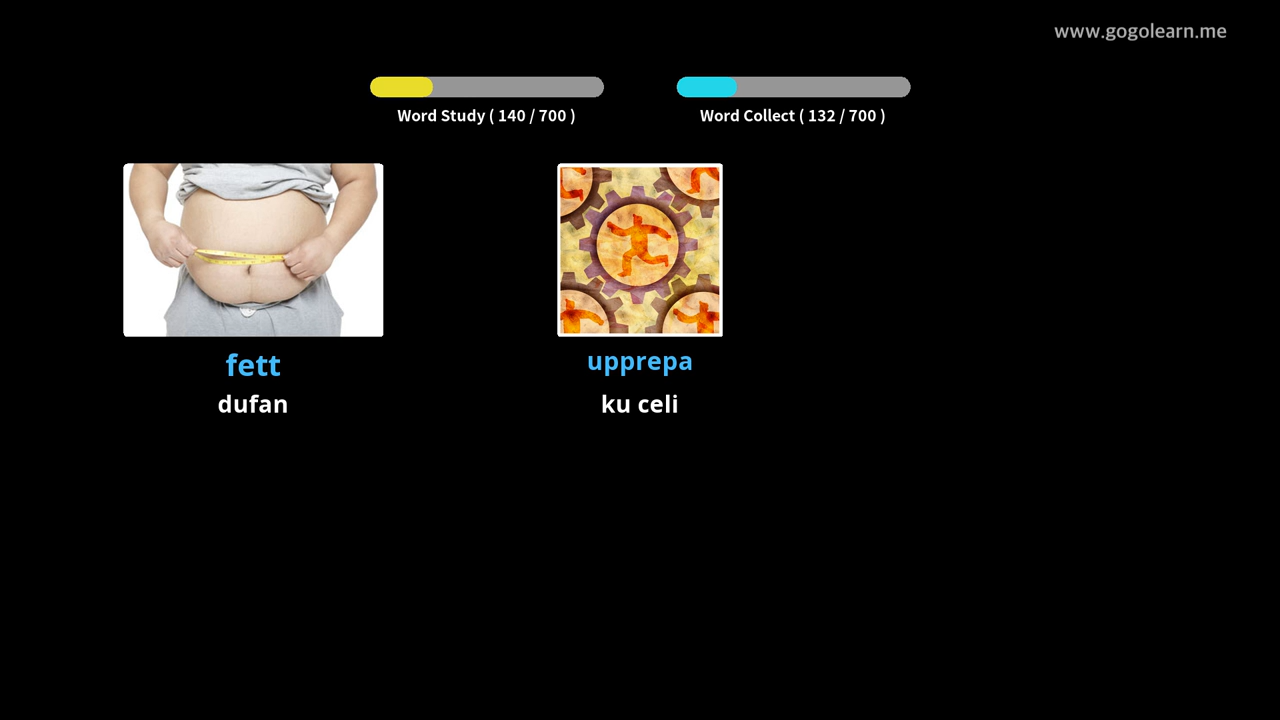 www.gogolearn.me
Word Study ( 140 / 700 )
Word Collect ( 132 / 700 )
fett
dufan
upprepa
ku celi